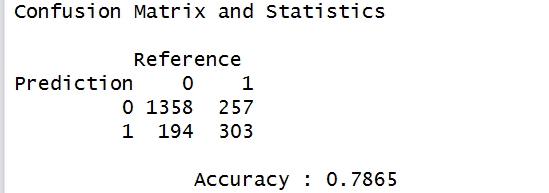 Confusion Matrix and Statistics
Reference
Prediction 0 1
0 1358 257
1 194 303
Accuracy : 0.7865